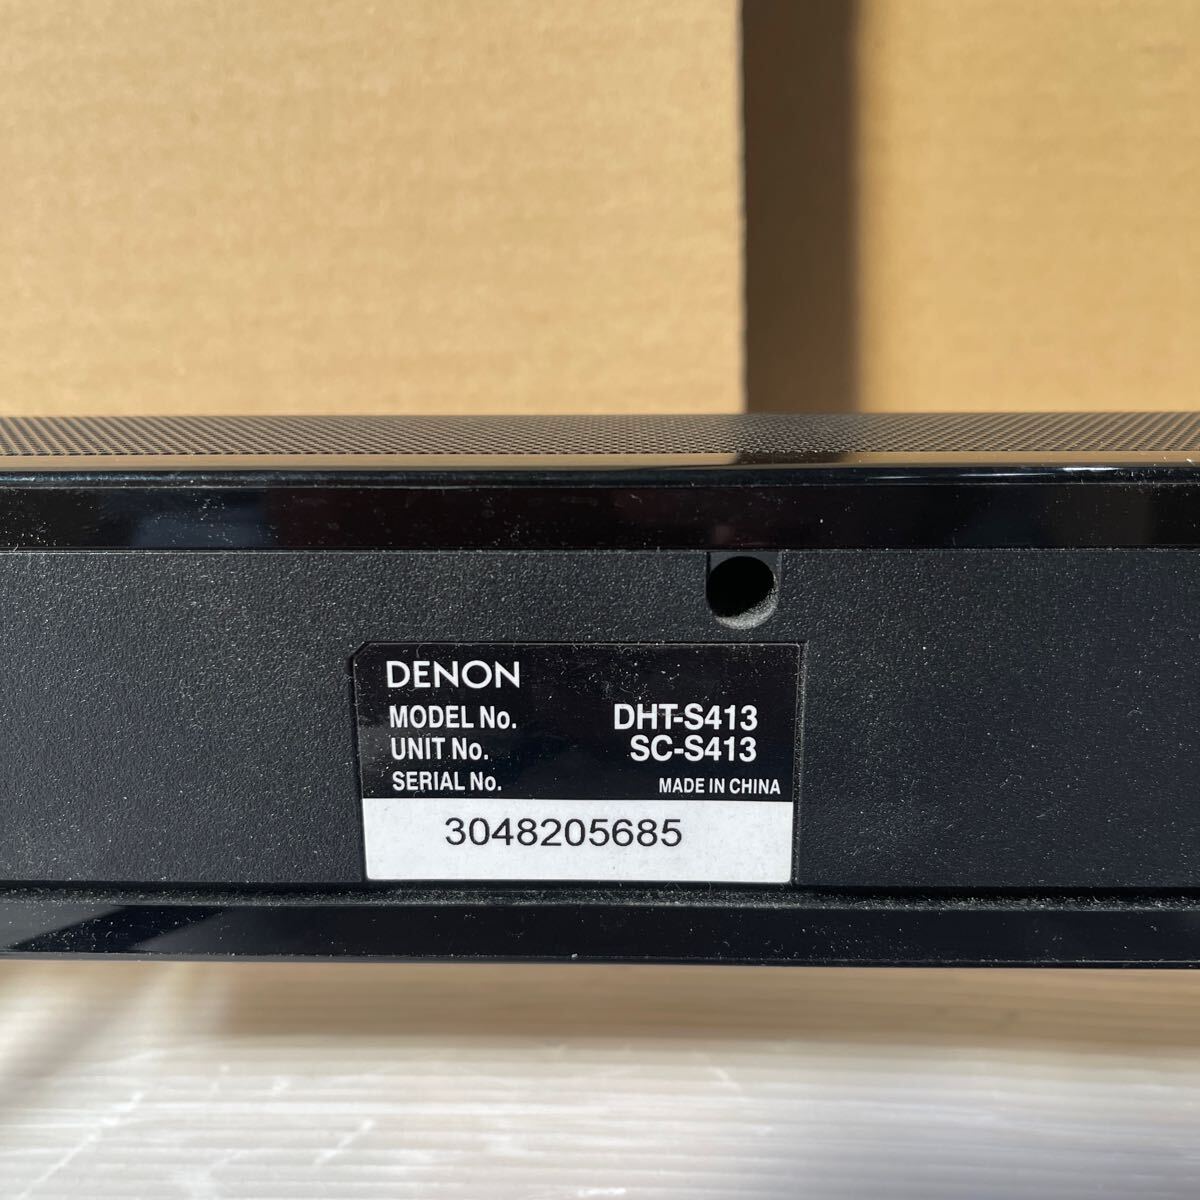 DENON
MODEL No. DHT-S413
UNIT No. SC-S413
SERIAL No. MADE IN CHINA
3048205685